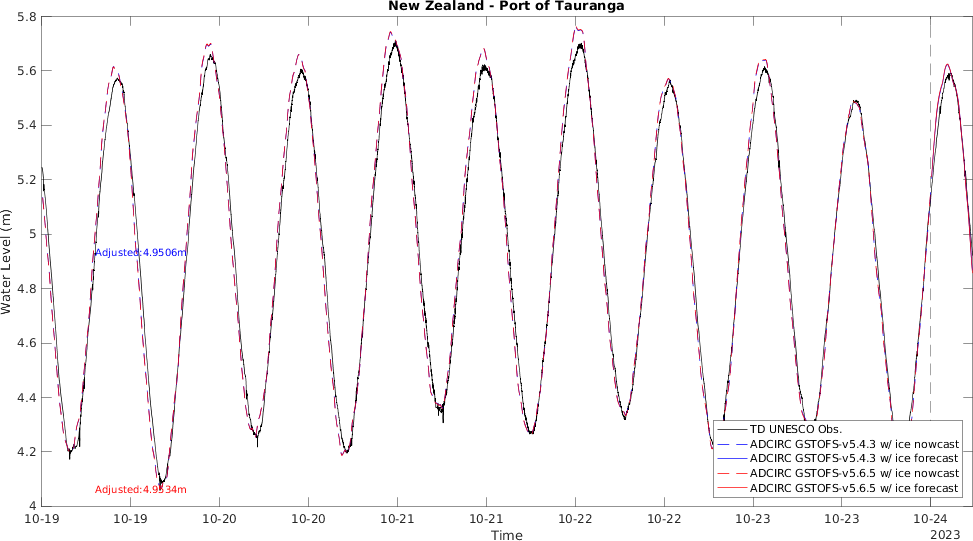 New Zealand - Port of Tauranga
5.8
5.6
5.4
5.2
5
4.8
4.6
4.4
4.2
4
Water Level (m)
Adjusted:4.9506m
Adjusted:4.9534m
TD UNESCO Obs.
ADCIRC GSTOFS-v5.4.3 w/ ice nowcast
ADCIRC GSTOFS-v5.4.3 w/ ice forecast
ADCIRC GSTOFS-v5.6.5 w/ ice nowcast
ADCIRC GSTOFS-v5.6.5 w/ ice forecast
10-19 10-19 10-20 10-20 10-21 10-21 10-22 10-22 10-23 10-23 10-24
Time
2023